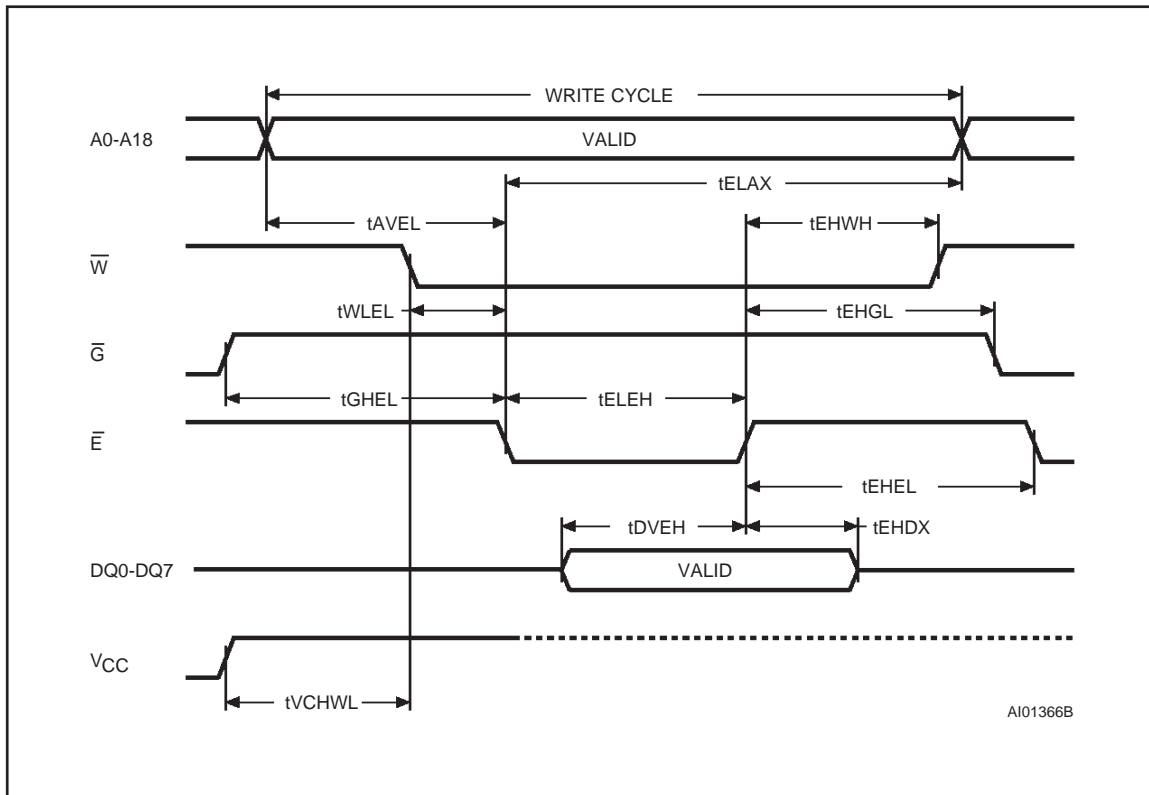 WRITE CYCLE
A0-A18
VALID
tELAX
tAVEL
tEHWH
W̅
tWLEL
tEHGL
G̅
tGHEL
tELEH
E̅
tEHEL
tDVEH
tEHDX
DQ0-DQ7
VALID
VCC
tVCHWL
AI01366B